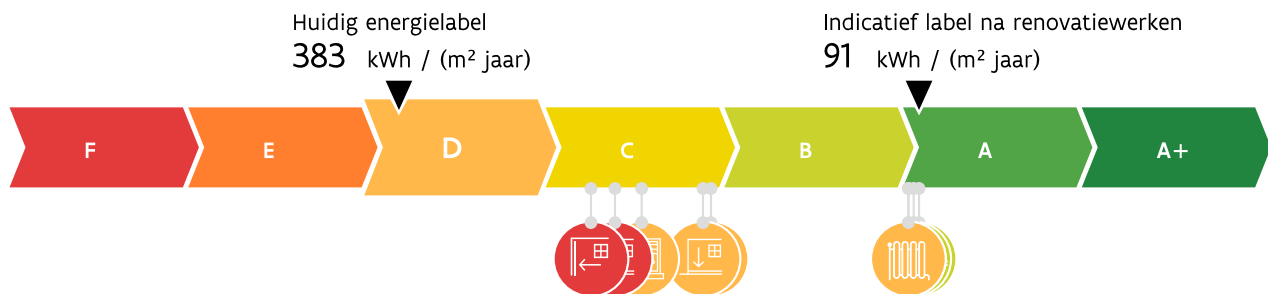 Huidig energielabel
383 kWh / (m² jaar)
Indicatief label na renovatiewerken
91 kWh / (m² jaar)
F E D C B A A+